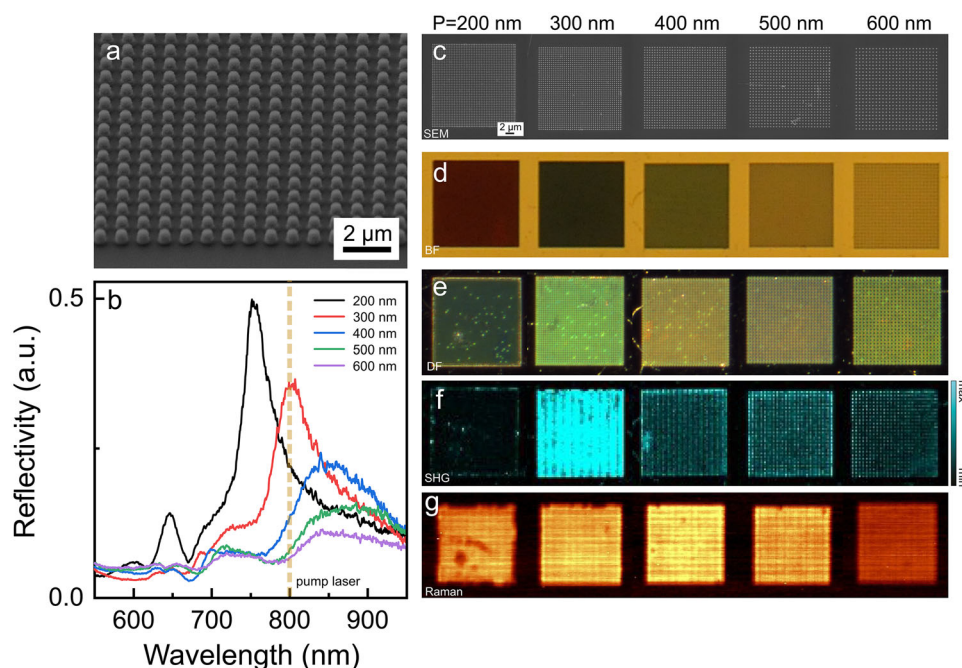 P=200 nm 300 nm 400 nm 500 nm 600 nm
a
2 µm
c
SEM
2 µm
d
BF
e
DF
f
SHG
max
min
g
Raman
b
0.5
0.0
Reflectivity (a.u.)
200 nm
300 nm
400 nm
500 nm
600 nm
pump laser
600 700 800 900
Wavelength (nm)